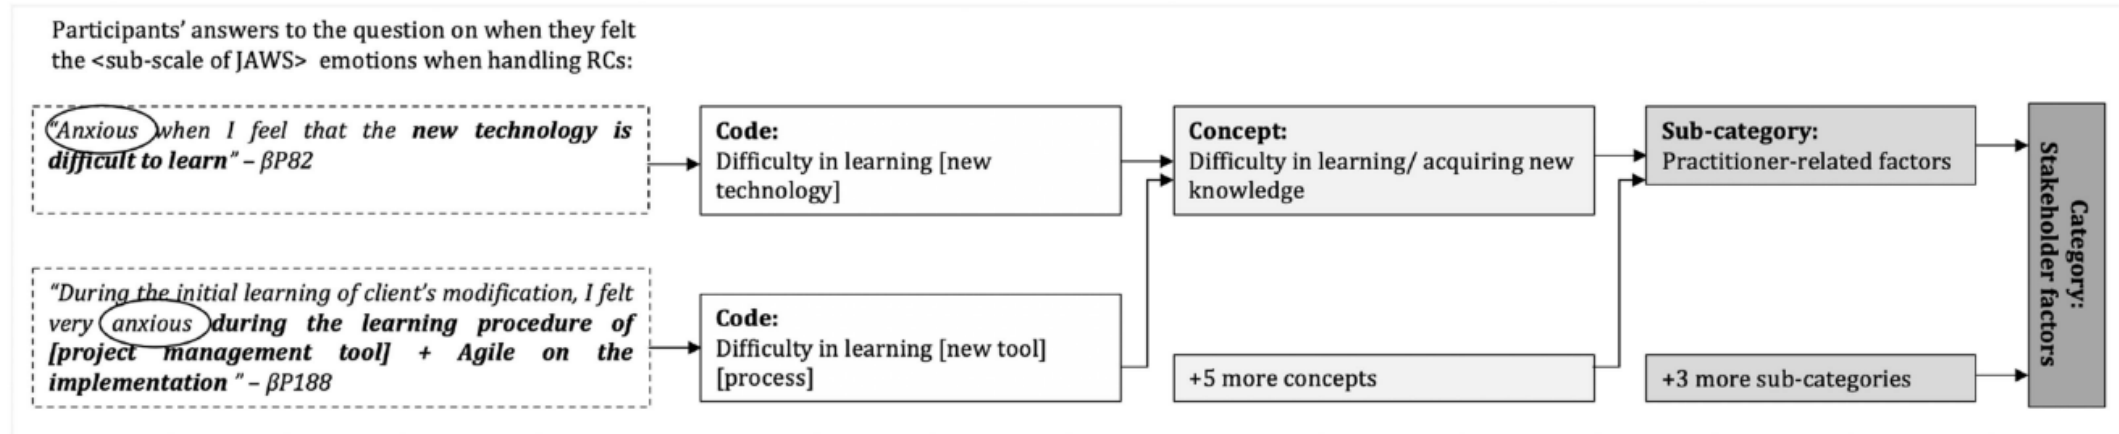 Participants’ answers to the question on when they felt
the <sub-scale of JAWS> emotions when handling RCs:
“Anxious when I feel that the new technology is
difficult to learn” – βP82
Code:
Difficulty in learning [new
technology]
Concept:
Difficulty in learning/ acquiring new
knowledge
Sub-category:
Practitioner-related factors
Category:
Stakeholder factors
“During the initial learning of client’s modification, I felt
very anxious during the learning procedure of
[project management tool] + Agile on the
implementation ” – βP188
Code:
Difficulty in learning [new tool]
[process]
+5 more concepts
+3 more sub-categories